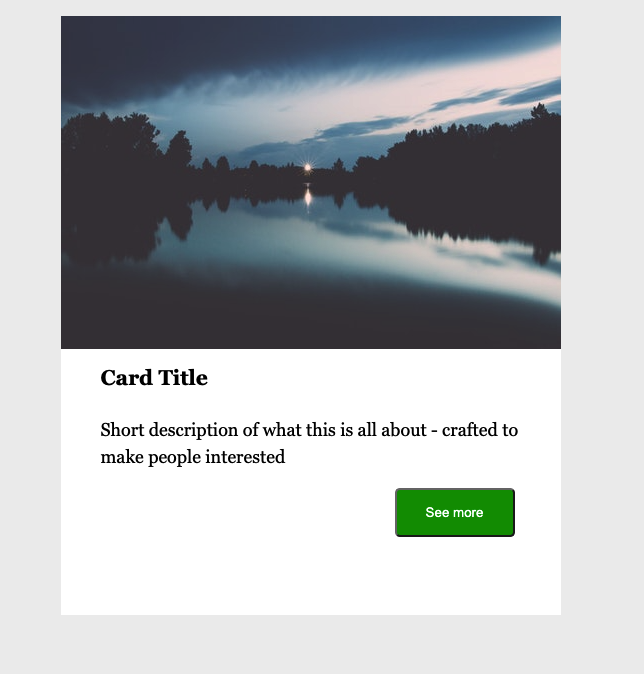 Card Title
Short description of what this is all about - crafted to
make people interested
See more